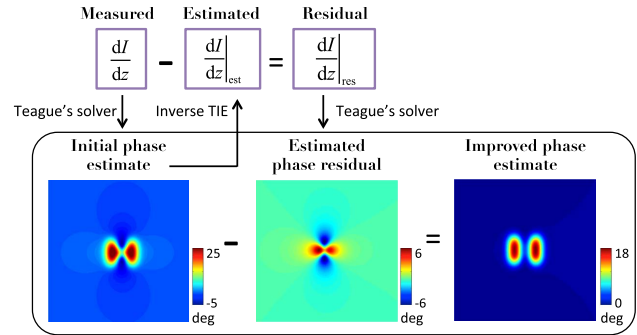 Measured Estimated Residual
dI/dz − dI/dz|est = dI/dz|res
Teague's solver Inverse TIE Teague's solver
Initial phase estimate
Estimated phase residual
Improved phase estimate
25
-5
deg
−
6
-6
deg
=
18
0
deg